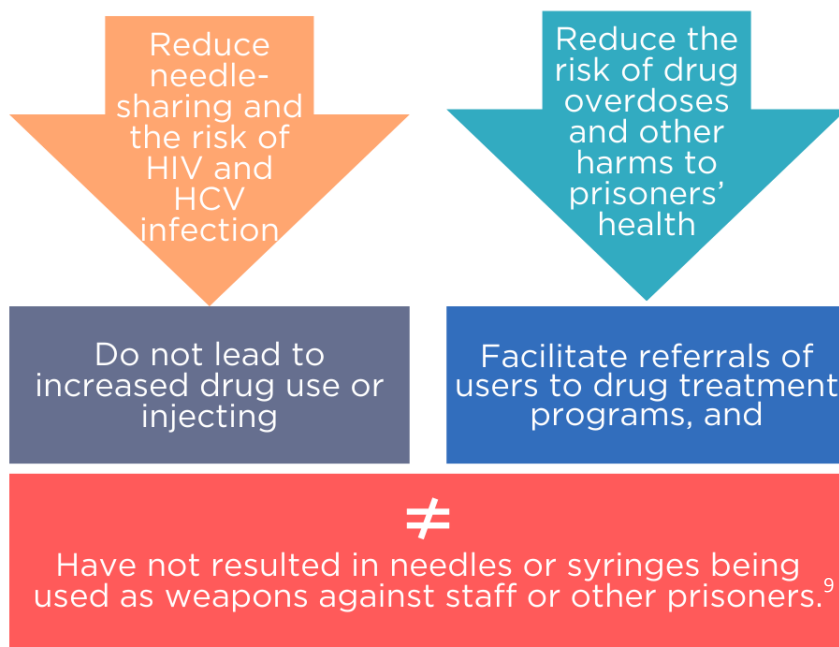 Reduce
needle-
sharing and
the risk of
HIV and
HCV
infection
Reduce the
risk of drug
overdoses
and other
harms to
prisoners’
health
Do not lead to
increased drug use or
injecting
Facilitate referrals of
users to drug treatment
programs, and
≠
Have not resulted in needles or syringes being
used as weapons against staff or other prisoners.⁹